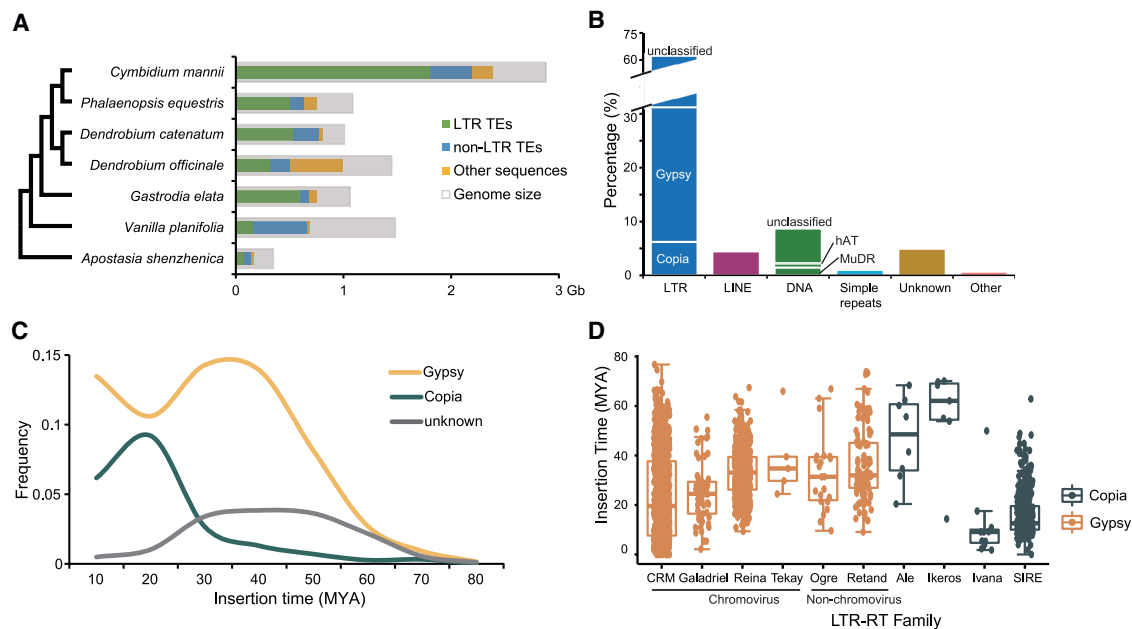 A
Cymbidium mannii
Phalaenopsis equestris
Dendrobium catenatum
Dendrobium officinale
Gastrodia elata
Vanilla planifolia
Apostasia shenzhenica
LTR TEs
non-LTR TEs
Other sequences
Genome size
0 1 2 3 Gb
B
Percentage (%)
75
60
30
20
10
0
unclassified
Gypsy
Copia
unclassified
hAT
MuDR
LTR LINE DNA Simple repeats Unknown Other
C
Frequency
0.15
0.1
0.05
0
Gypsy
Copia
unknown
10 20 30 40 50 60 70 80
Insertion time (MYA)
D
Insertion Time (MYA)
80
60
40
20
0
Copia
Gypsy
CRM Galadriel Reina Tekay Ogre Retand Ale Ikeros Ivana SIRE
Chromovirus Non-chromovirus
LTR-RT Family